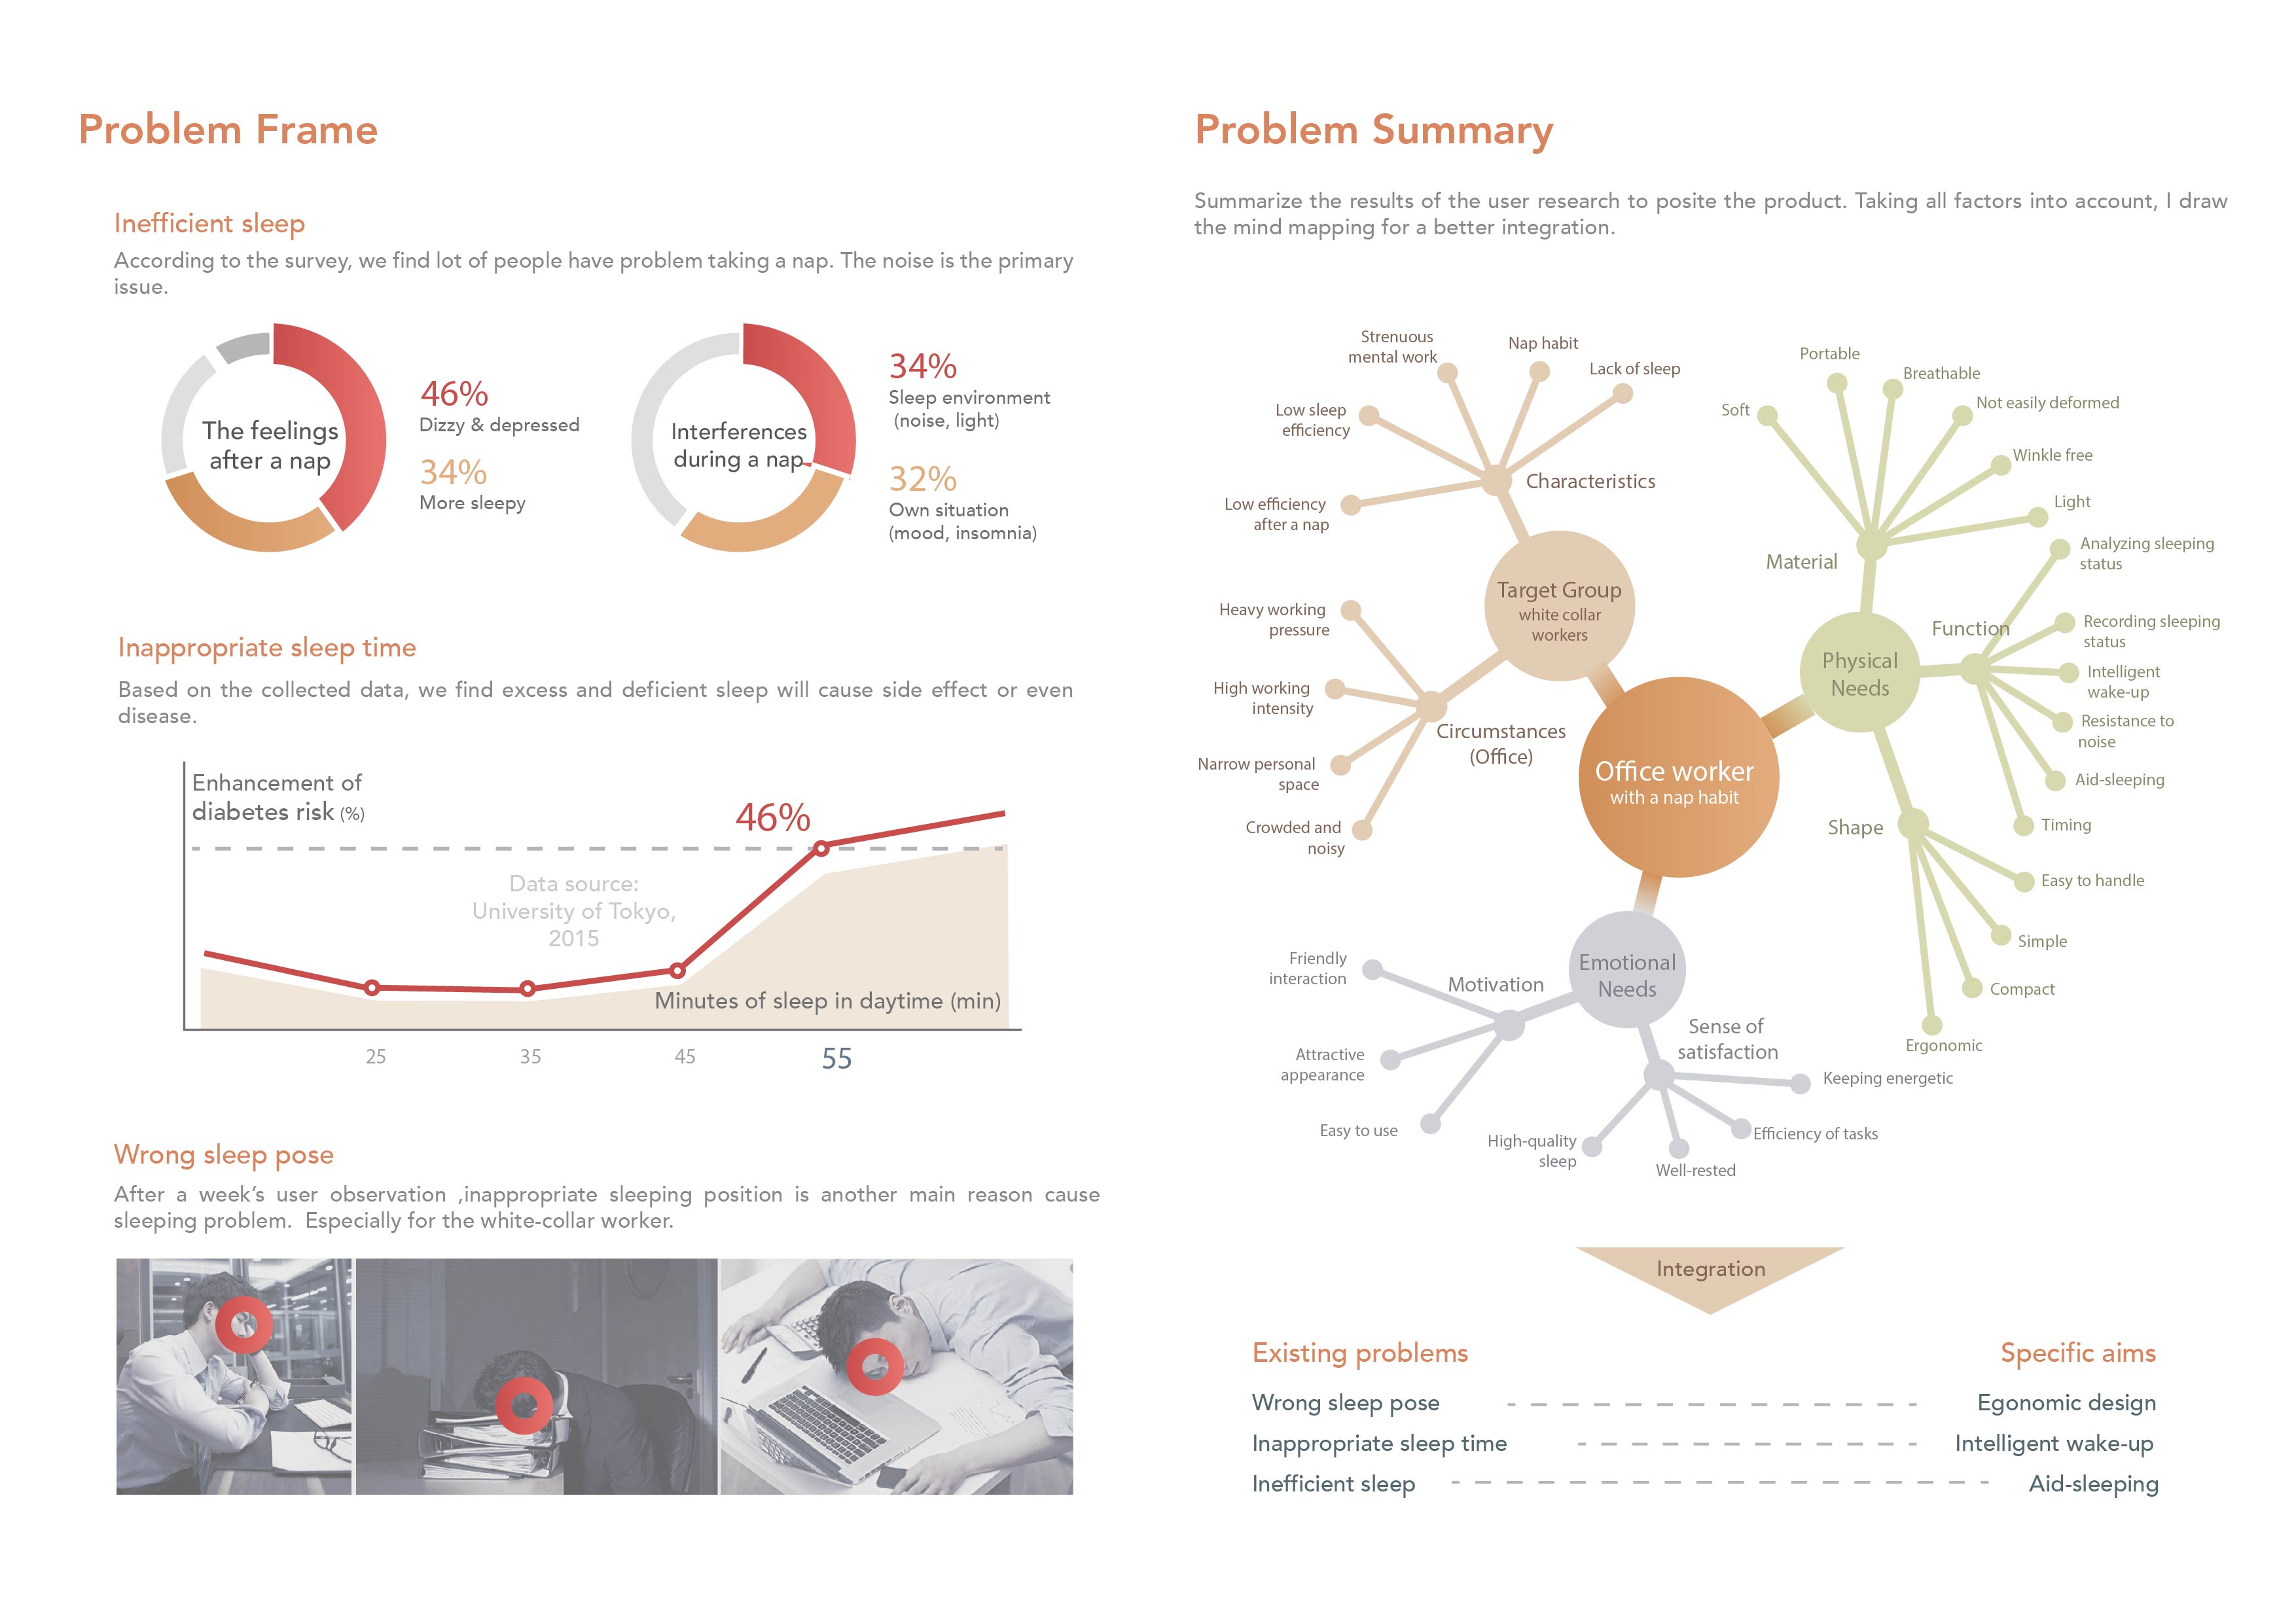 Problem Frame
Inefficient sleep
According to the survey, we find lot of people have problem taking a nap. The noise is the primary
issue.
The feelings
after a nap
46%
Dizzy & depressed
34%
More sleepy
Interferences
during a nap
34%
Sleep environment
(noise, light)
32%
Own situation
(mood, insomnia)
Inappropriate sleep time
Based on the collected data, we find excess and deficient sleep will cause side effect or even
disease.
Enhancement of
diabetes risk (%)
46%
Data source:
University of Tokyo,
2015
Minutes of sleep in daytime (min)
25
35
45
55
Wrong sleep pose
After a week’s user observation ,inappropriate sleeping position is another main reason cause
sleeping problem. Especially for the white-collar worker.
Problem Summary
Summarize the results of the user research to posite the product. Taking all factors into account, I draw
the mind mapping for a better integration.
Office worker
with a nap habit
Target Group
white collar
workers
Characteristics
Strenuous
mental work
Nap habit
Lack of sleep
Low sleep
efficiency
Low efficiency
after a nap
Circumstances
(Office)
Heavy working
pressure
High working
intensity
Narrow personal
space
Crowded and
noisy
Physical
Needs
Material
Soft
Portable
Breathable
Not easily deformed
Winkle free
Light
Function
Analyzing sleeping
status
Recording sleeping
status
Intelligent
wake-up
Resistance to
noise
Aid-sleeping
Timing
Shape
Easy to handle
Simple
Compact
Ergonomic
Emotional
Needs
Motivation
Friendly
interaction
Attractive
appearance
Easy to use
Sense of
satisfaction
Keeping energetic
Efficiency of tasks
Well-rested
High-quality
sleep
Integration
Existing problems
Specific aims
Wrong sleep pose
Egonomic design
Inappropriate sleep time
Intelligent wake-up
Inefficient sleep
Aid-sleeping